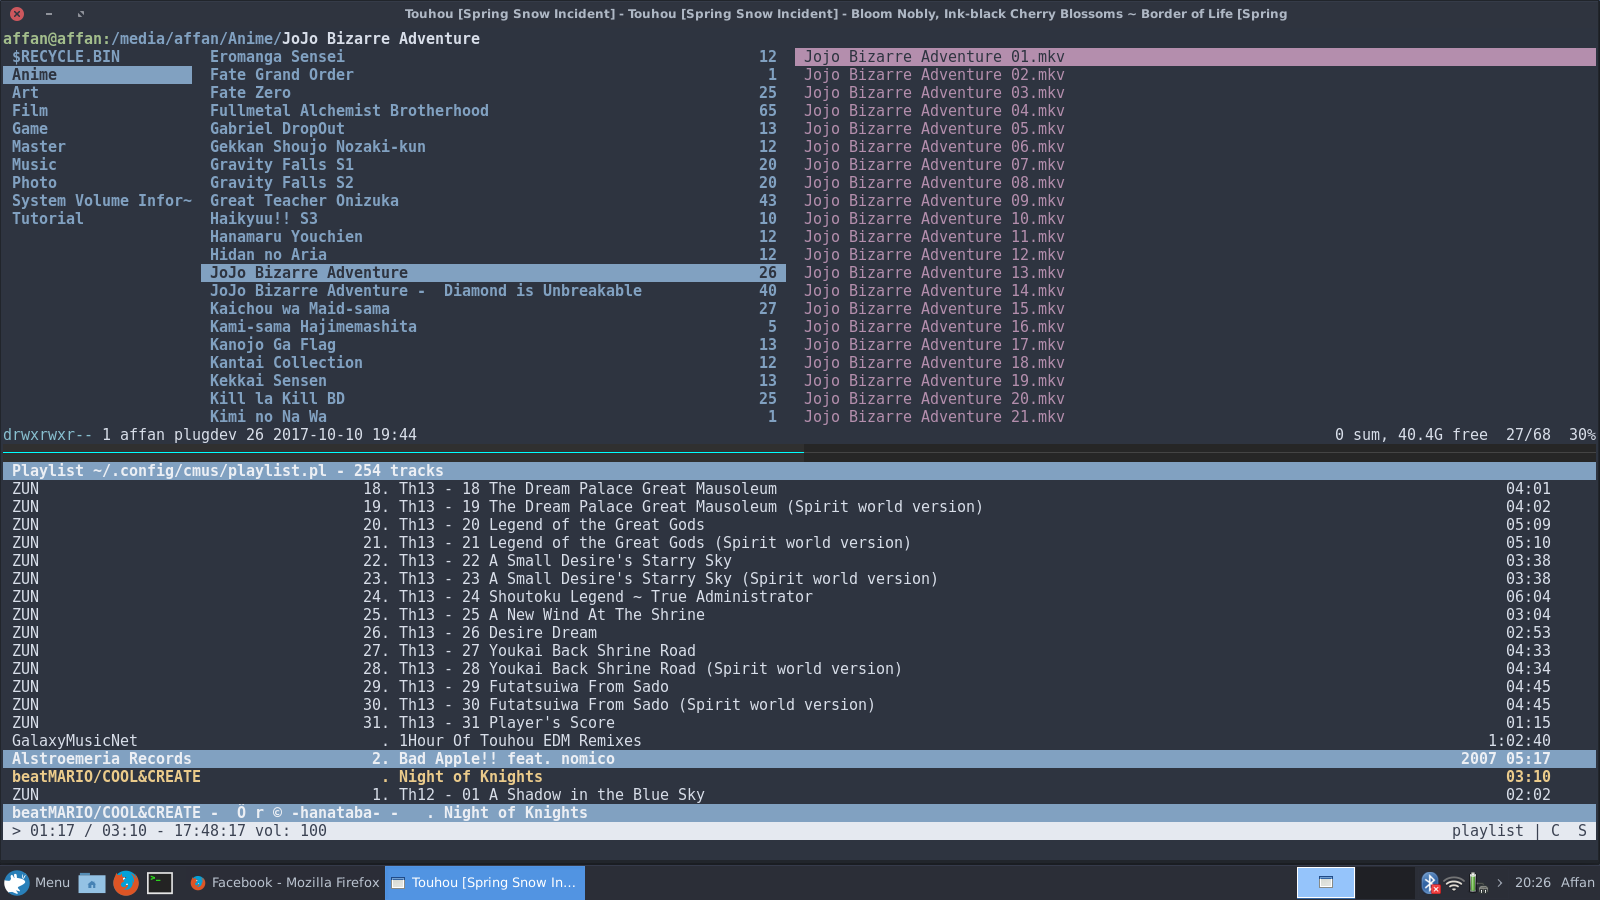 Touhou [Spring Snow Incident] - Touhou [Spring Snow Incident] - Bloom Nobly, Ink-black Cherry Blossoms ~ Border of Life [Spring
affan@affan:/media/affan/Anime/JoJo Bizarre Adventure
$RECYCLE.BIN Eromanga Sensei 12 Jojo Bizarre Adventure 01.mkv
Anime Fate Grand Order 1 Jojo Bizarre Adventure 02.mkv
Art Fate Zero 25 Jojo Bizarre Adventure 03.mkv
Film Fullmetal Alchemist Brotherhood 65 Jojo Bizarre Adventure 04.mkv
Game Gabriel DropOut 13 Jojo Bizarre Adventure 05.mkv
Master Gekkan Shoujo Nozaki-kun 12 Jojo Bizarre Adventure 06.mkv
Music Gravity Falls S1 20 Jojo Bizarre Adventure 07.mkv
Photo Gravity Falls S2 20 Jojo Bizarre Adventure 08.mkv
System Volume Infor~ Great Teacher Onizuka 43 Jojo Bizarre Adventure 09.mkv
Tutorial Haikyuu!! S3 10 Jojo Bizarre Adventure 10.mkv
Hanamaru Youchien 12 Jojo Bizarre Adventure 11.mkv
Hidan no Aria 12 Jojo Bizarre Adventure 12.mkv
JoJo Bizarre Adventure 26 Jojo Bizarre Adventure 13.mkv
JoJo Bizarre Adventure -  Diamond is Unbreakable 40 Jojo Bizarre Adventure 14.mkv
Kaichou wa Maid-sama 27 Jojo Bizarre Adventure 15.mkv
Kami-sama Hajimemashita 5 Jojo Bizarre Adventure 16.mkv
Kanojo Ga Flag 13 Jojo Bizarre Adventure 17.mkv
Kantai Collection 12 Jojo Bizarre Adventure 18.mkv
Kekkai Sensen 13 Jojo Bizarre Adventure 19.mkv
Kill la Kill BD 25 Jojo Bizarre Adventure 20.mkv
Kimi no Na Wa 1 Jojo Bizarre Adventure 21.mkv
drwxrwxr-- 1 affan plugdev 26 2017-10-10 19:44 0 sum, 40.4G free 27/68 30%
Playlist ~/.config/cmus/playlist.pl - 254 tracks
ZUN 18. Th13 - 18 The Dream Palace Great Mausoleum 04:01
ZUN 19. Th13 - 19 The Dream Palace Great Mausoleum (Spirit world version) 04:02
ZUN 20. Th13 - 20 Legend of the Great Gods 05:09
ZUN 21. Th13 - 21 Legend of the Great Gods (Spirit world version) 05:10
ZUN 22. Th13 - 22 A Small Desire's Starry Sky 03:38
ZUN 23. Th13 - 23 A Small Desire's Starry Sky (Spirit world version) 03:38
ZUN 24. Th13 - 24 Shoutoku Legend ~ True Administrator 06:04
ZUN 25. Th13 - 25 A New Wind At The Shrine 03:04
ZUN 26. Th13 - 26 Desire Dream 02:53
ZUN 27. Th13 - 27 Youkai Back Shrine Road 04:33
ZUN 28. Th13 - 28 Youkai Back Shrine Road (Spirit world version) 04:34
ZUN 29. Th13 - 29 Futatsuiwa From Sado 04:45
ZUN 30. Th13 - 30 Futatsuiwa From Sado (Spirit world version) 04:45
ZUN 31. Th13 - 31 Player's Score 01:15
GalaxyMusicNet . 1Hour Of Touhou EDM Remixes 1:02:40
Alstroemeria Records 2. Bad Apple!! feat. nomico 2007 05:17
beatMARIO/COOL&CREATE . Night of Knights 03:10
ZUN 1. Th12 - 01 A Shadow in the Blue Sky 02:02
beatMARIO/COOL&CREATE -  Ö r © -hanataba- -   . Night of Knights
> 01:17 / 03:10 - 17:48:17 vol: 100 playlist | C  S
Menu Facebook - Mozilla Firefox Touhou [Spring Snow In... 20:26 Affan